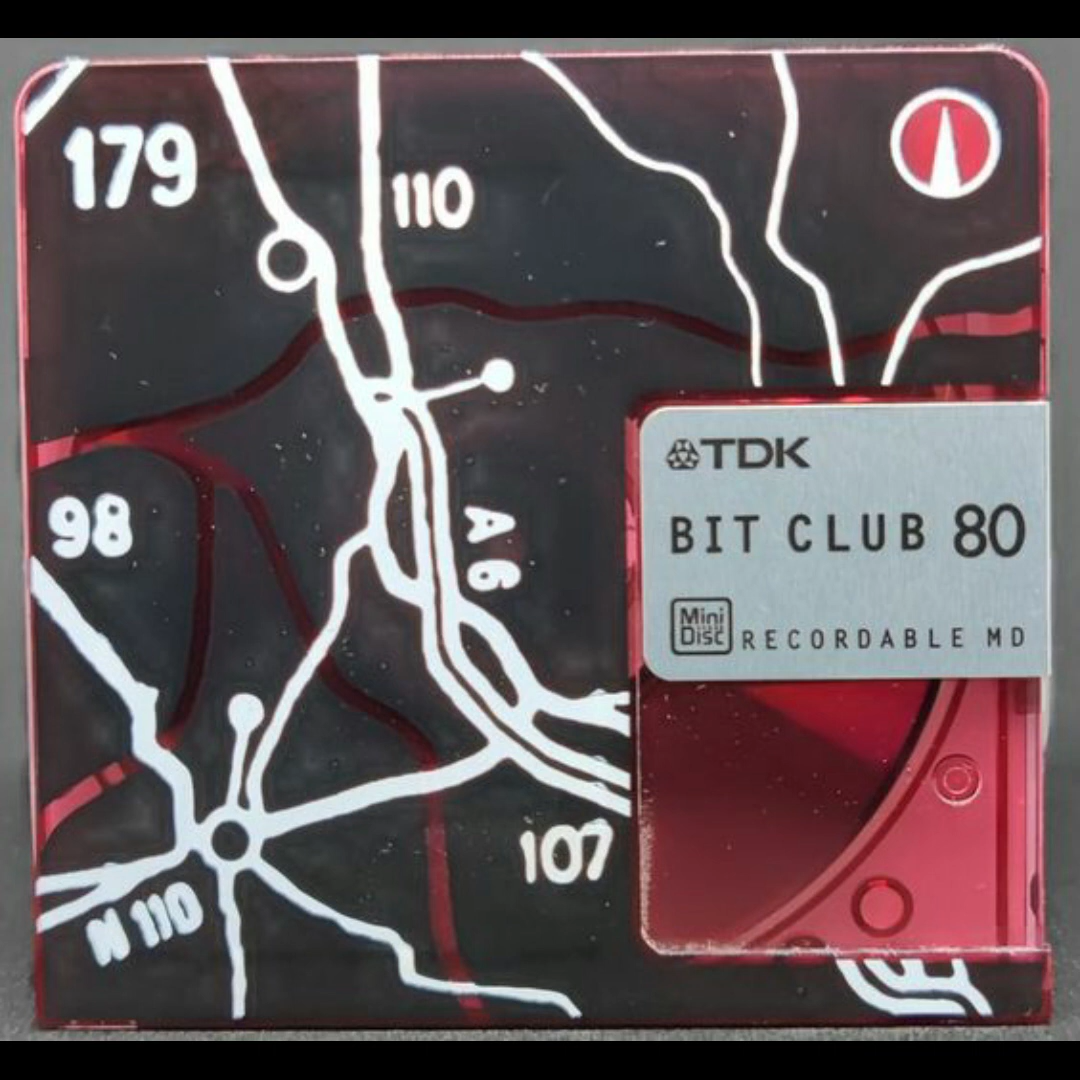 179
110
TDK
BIT CLUB 80
Mini
Disc
RECORDABLE MD
98
A6
107
N 110